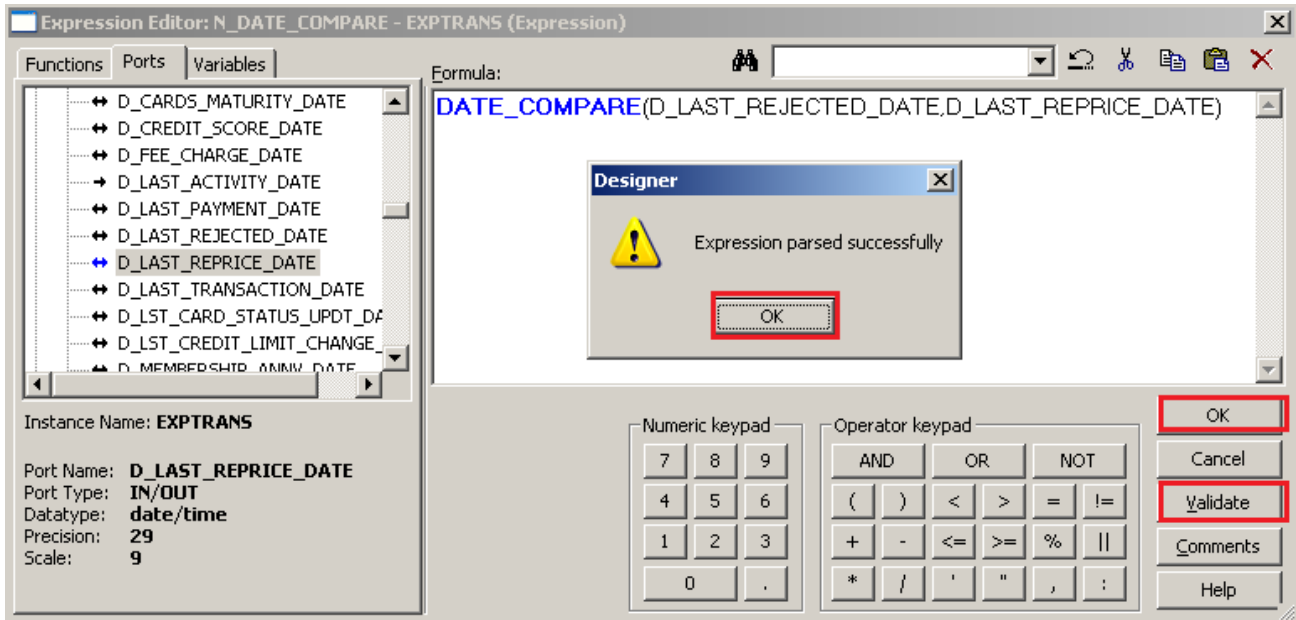 Expression Editor: N_DATE_COMPARE - EXPTRANS (Expression)
Functions Ports Variables
Formula:
D_CARDS_MATURITY_DATE
D_CREDIT_SCORE_DATE
D_FEE_CHARGE_DATE
D_LAST_ACTIVITY_DATE
D_LAST_PAYMENT_DATE
D_LAST_REJECTED_DATE
D_LAST_REPRICE_DATE
D_LAST_TRANSACTION_DATE
D_LST_CARD_STATUS_UPDT_DA
D_LST_CREDIT_LIMIT_CHANGE_
D_MEMBERSHIP_ANNV_DATE
Instance Name: EXPTRANS
Port Name: D_LAST_REPRICE_DATE
Port Type: IN/OUT
Datatype: date/time
Precision: 29
Scale: 9
DATE_COMPARE(D_LAST_REJECTED_DATE,D_LAST_REPRICE_DATE)
Designer
Expression parsed successfully
OK
Numeric keypad
7 8 9
4 5 6
1 2 3
0 .
Operator keypad
AND OR NOT
( ) < > = !=
+ - <= >= % ||
* / ' " , :
OK
Cancel
Validate
Comments
Help